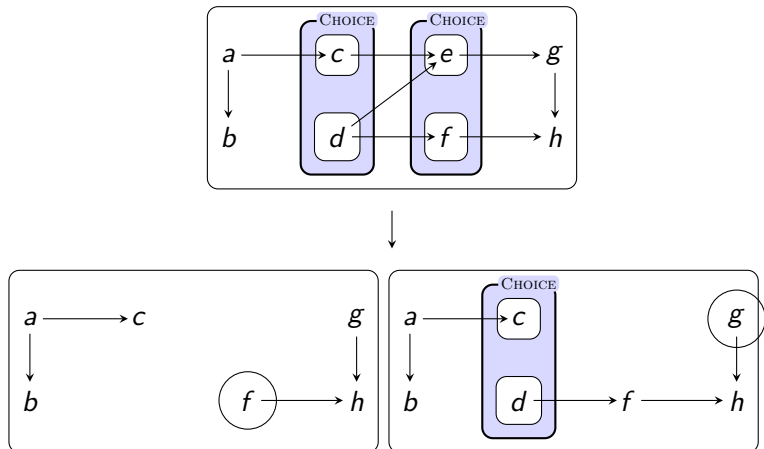 CHOICE CHOICE
a c e g
b d f h
CHOICE
a c g a c g
b f h b d f h